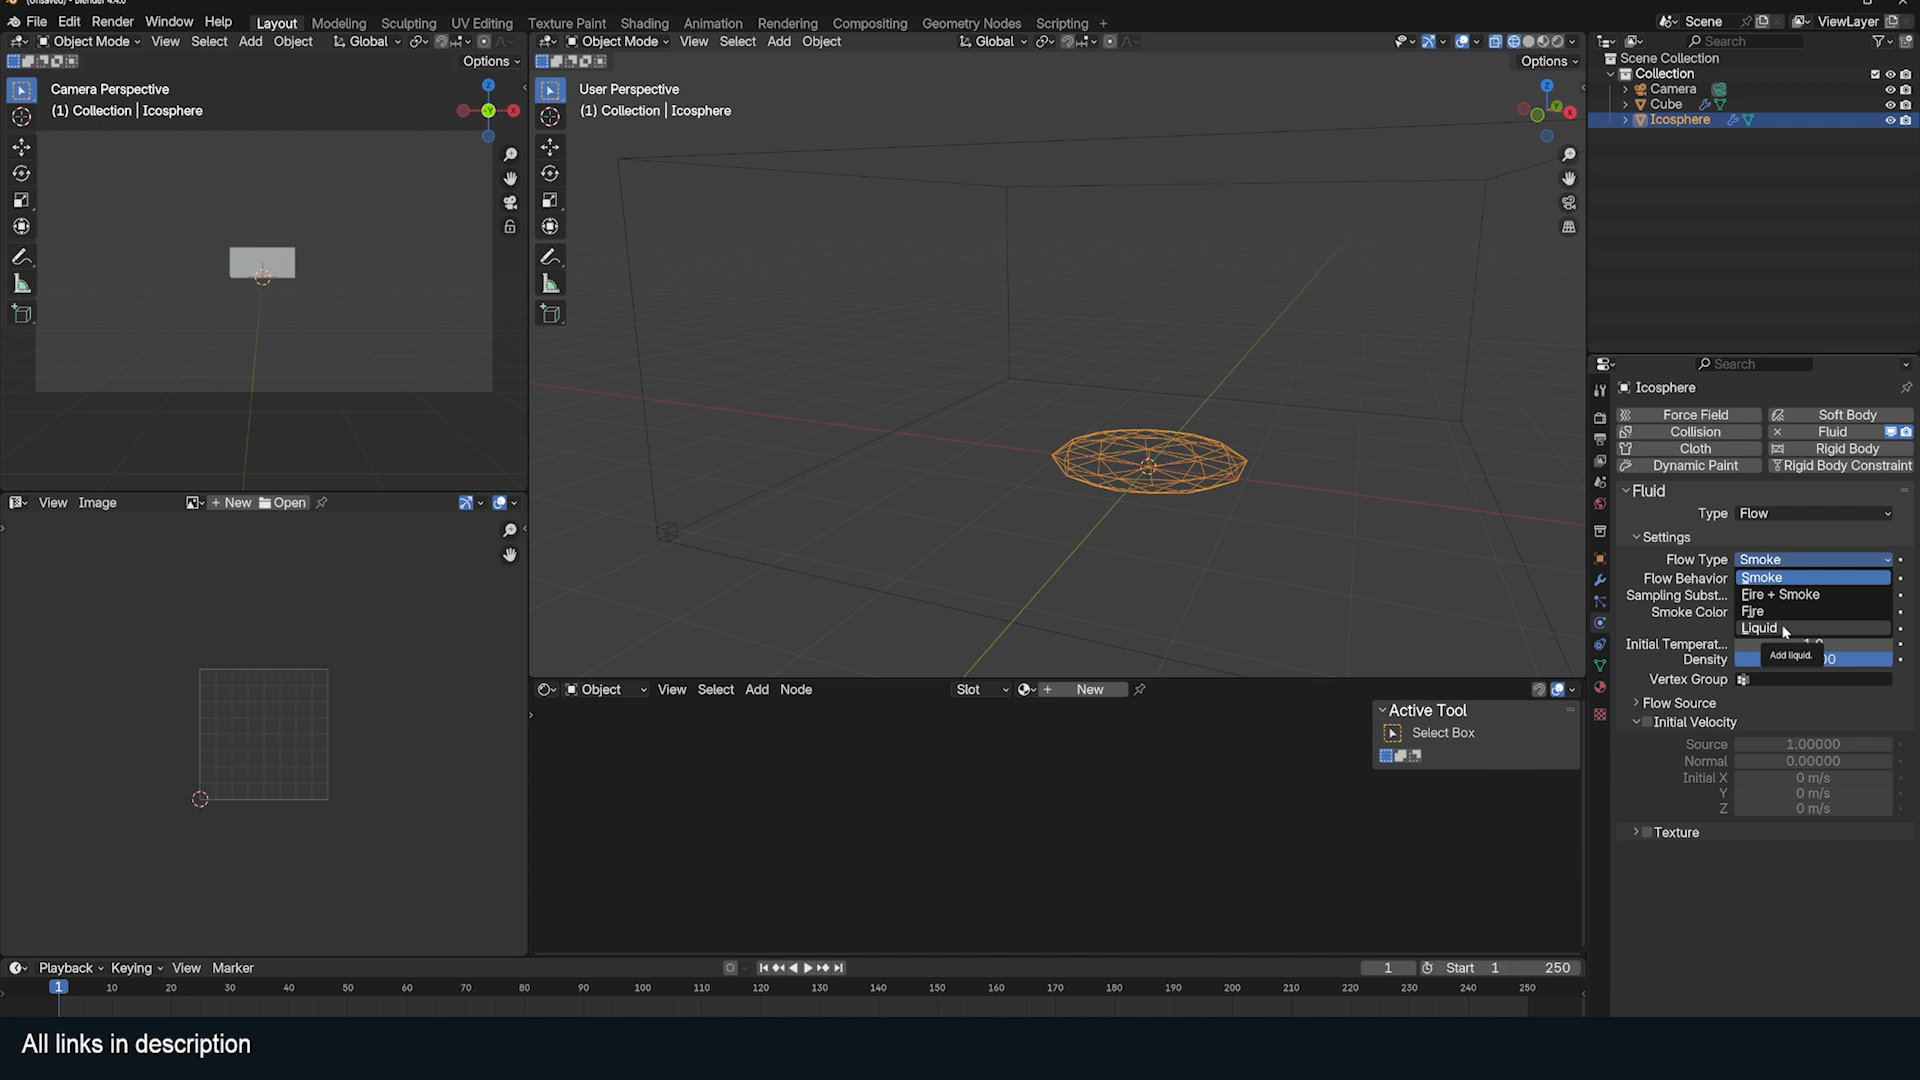 (Unsaved) - Blender 4.4.0
File Edit Render Window Help
Layout Modeling Sculpting UV Editing Texture Paint Shading Animation Rendering Compositing Geometry Nodes Scripting +
Scene
ViewLayer
Object Mode View Select Add Object Global
Options
Camera Perspective
(1) Collection | Icosphere
Z
Y
X
Object Mode View Select Add Object Global
Options
User Perspective
(1) Collection | Icosphere
Z
Y
X
Search
Scene Collection
Collection
Camera
Cube
Icosphere
View Image + New Open
Object View Select Add Node Slot + New
Active Tool
Select Box
Search
Icosphere
Force Field Soft Body
Collision Fluid
Cloth Rigid Body
Dynamic Paint Rigid Body Constraint
Fluid
Type Flow
Settings
Flow Type Smoke
Flow Behavior Smoke
Sampling Subst... Fire + Smoke
Smoke Color Fire
Liquid
Initial Temperat...
Add liquid.
Density
Vertex Group
Flow Source
Initial Velocity
Source 1.00000
Normal 0.00000
Initial X 0 m/s
Y 0 m/s
Z 0 m/s
Texture
Playback Keying View Marker
1 Start 1 250
1 10 20 30 40 50 60 70 80 90 100 110 120 130 140 150 160 170 180 190 200 210 220 230 240 250
All links in description